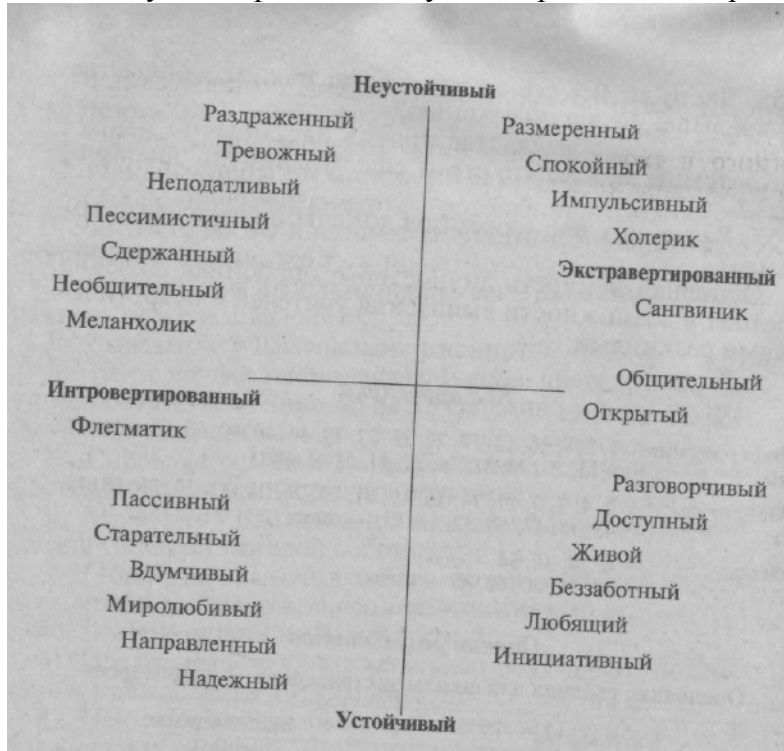 Неустойчивый
Раздраженный
Тревожный
Неподатливый
Пессимистичный
Сдержанный
Необщительный
Меланхолик
Размеренный
Спокойный
Импульсивный
Холерик
Экстравертированный
Сангвиник
Общительный
Открытый
Интровертированный
Флегматик
Пассивный
Старательный
Вдумчивый
Миролюбивый
Направленный
Надежный
Разговорчивый
Доступный
Живой
Беззаботный
Любящий
Инициативный
Устойчивый